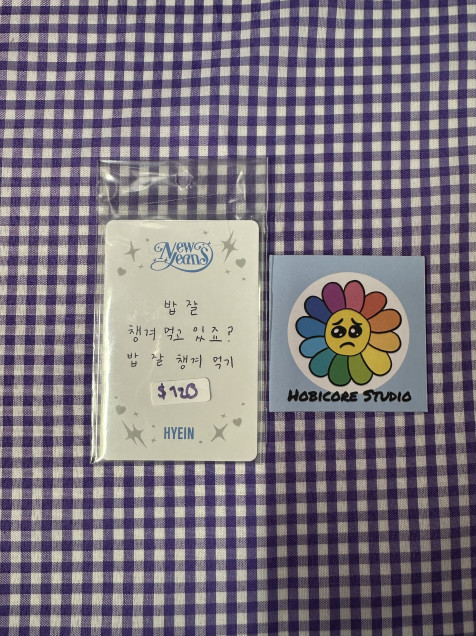 NewJeans
밥 잘
챙겨 먹고 있죠?
밥 잘 챙겨 먹기
$120
HYEIN
HOBICORE STUDIO